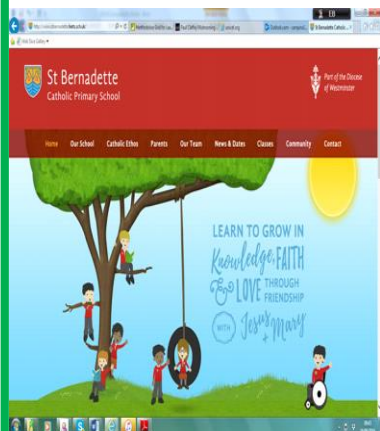 St Bernadette
Catholic Primary School
Part of the Diocese
of Westminster
Home Our School Catholic Ethos Parents Our Team News & Dates Classes Community Contact
LEARN TO GROW IN
Knowledge, FAITH
& LOVE THROUGH
FRIENDSHIP
WITH Jesus + Mary